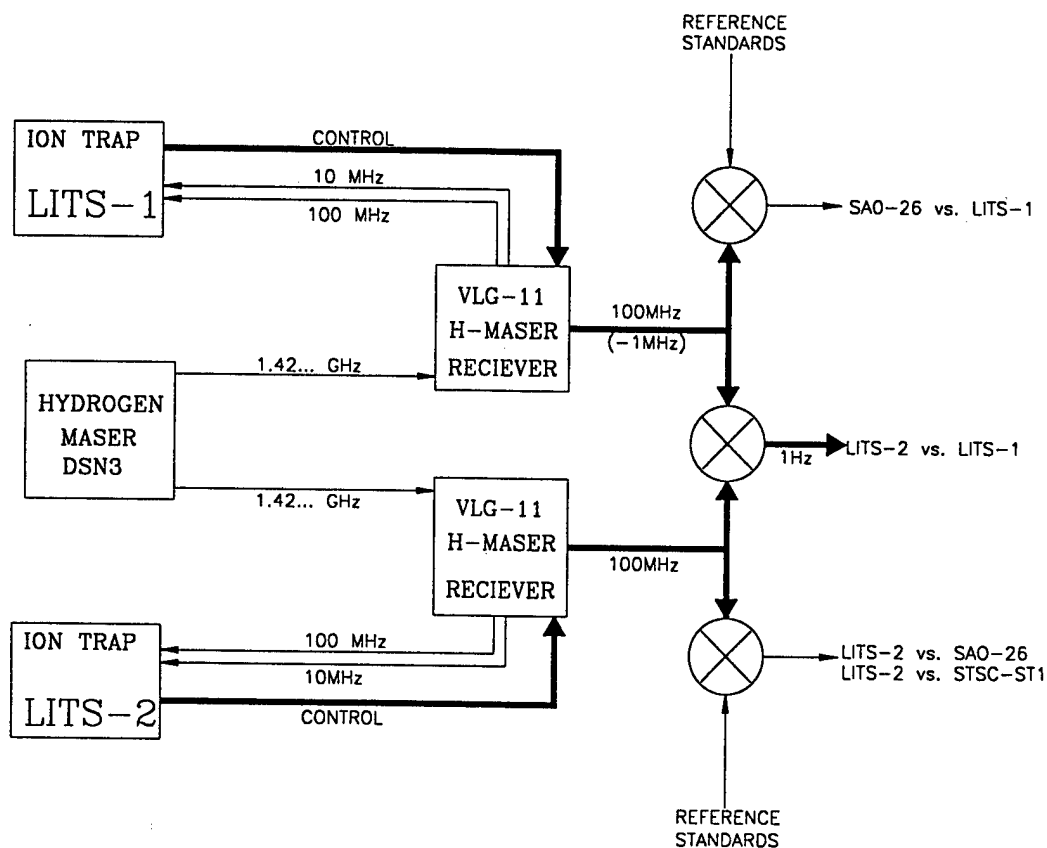 REFERENCE
STANDARDS
ION TRAP
LITS-1
CONTROL
10 MHz
100 MHz
SAO-26 vs. LITS-1
VLG-11
H-MASER
RECIEVER
100MHz
(-1MHz)
1.42... GHz
HYDROGEN
MASER
DSN3
1Hz
LITS-2 vs. LITS-1
1.42... GHz
VLG-11
H-MASER
RECIEVER
100MHz
ION TRAP
LITS-2
100 MHz
10MHz
CONTROL
LITS-2 vs. SAO-26
LITS-2 vs. STSC-ST1
REFERENCE
STANDARDS